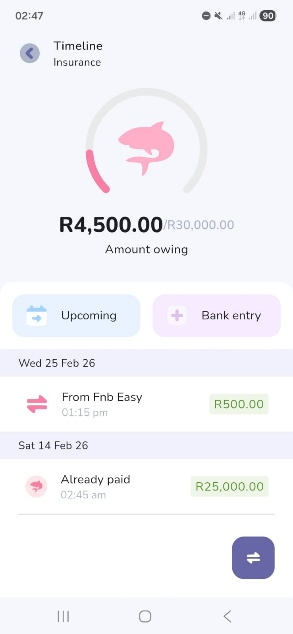 02:47
4G
90
Timeline
Insurance
R4,500.00/R30,000.00
Amount owing
Upcoming
Bank entry
Wed 25 Feb 26
From Fnb Easy
R500.00
01:15 pm
Sat 14 Feb 26
Already paid
R25,000.00
02:45 am